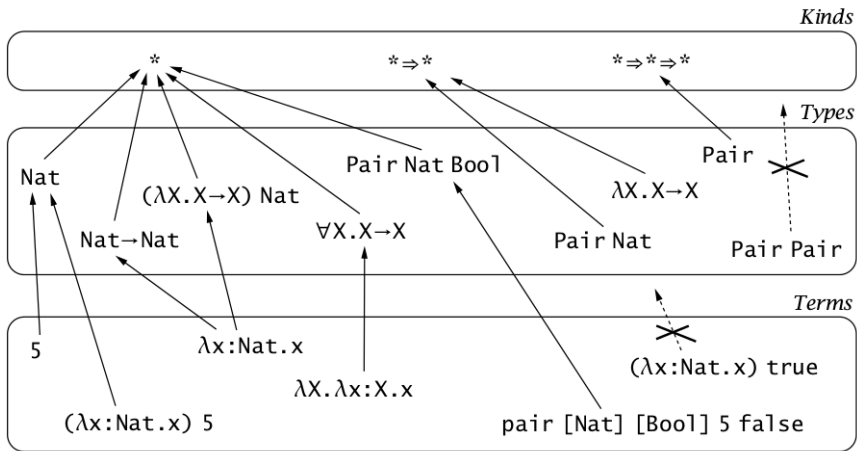 Kinds
* *⇒* *⇒*⇒*
Types
Pair
Nat
Pair Nat Bool
(λX.X→X) Nat
λX.X→X
Nat→Nat
∀X.X→X
Pair Nat
Pair Pair
Terms
5
λx:Nat.x
(λx:Nat.x) true
λX.λx:X.x
(λx:Nat.x) 5
pair [Nat] [Bool] 5 false